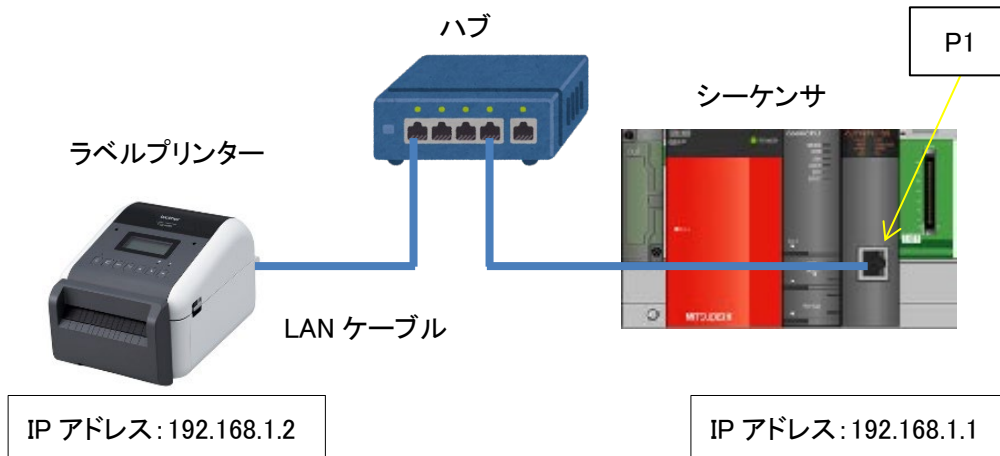 ハブ
P1
シーケンサ
ラベルプリンター
brother
LAN ケーブル
MITSUBISHI
IP アドレス：192.168.1.2
IP アドレス：192.168.1.1